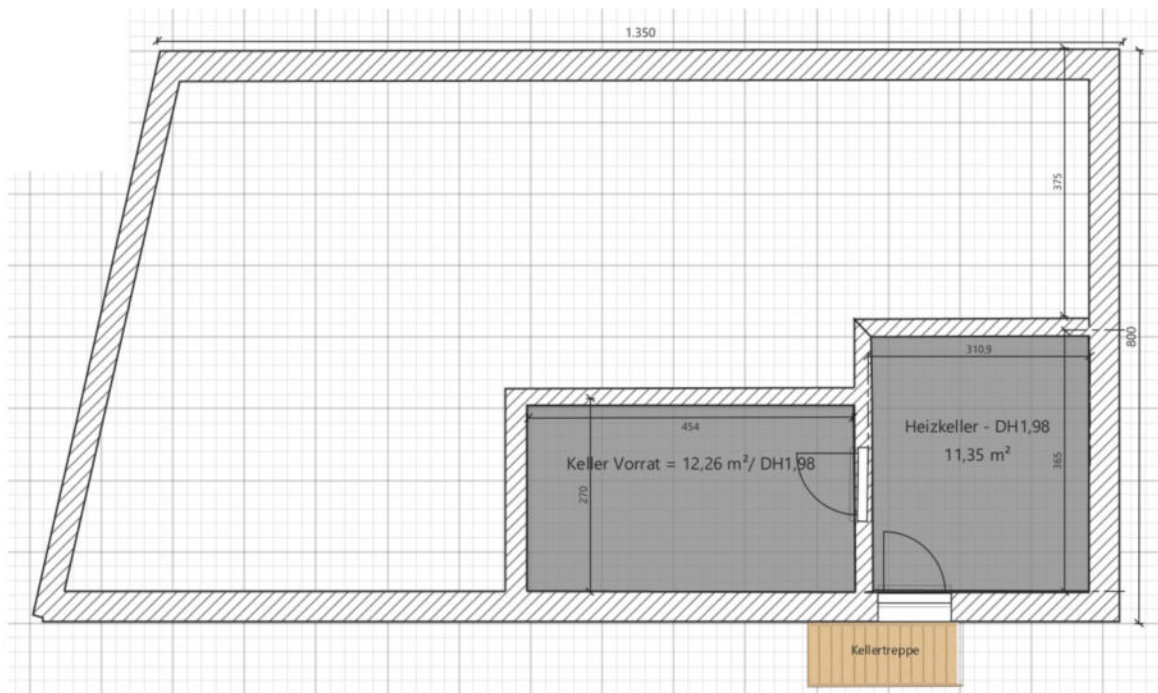 1.350
375
800
310,9
Heizkeller - DH1,98
11,35 m²
365
454
Keller Vorrat = 12,26 m²/ DH1,98
270
Kellertreppe